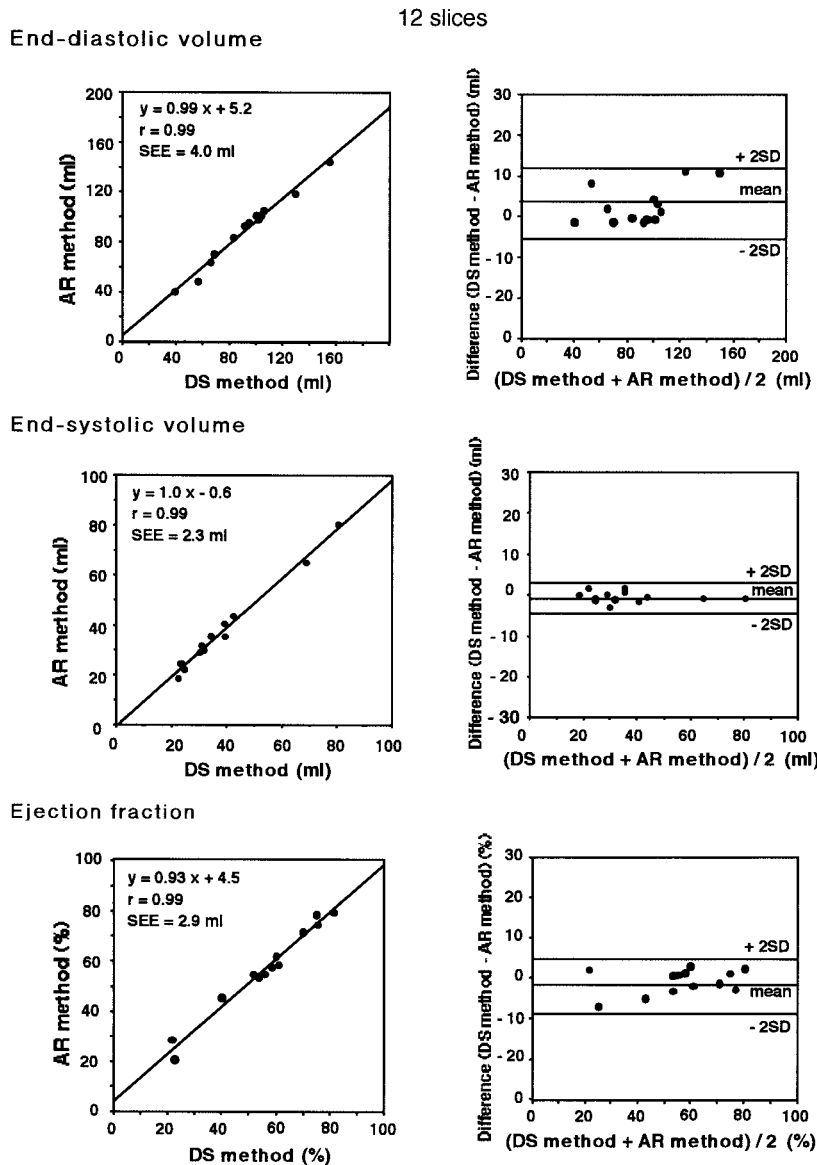 12 slices
End-diastolic volume
y = 0.99 x + 5.2
r = 0.99
SEE = 4.0 ml
AR method (ml)
200
160
120
80
40
0
0 40 80 120 160
DS method (ml)
Difference (DS method - AR method) (ml)
30
20
10
0
- 10
- 20
0
+ 2SD
mean
- 2SD
0 40 80 120 160 200
(DS method + AR method) / 2 (ml)
End-systolic volume
y = 1.0 x - 0.6
r = 0.99
SEE = 2.3 ml
AR method (ml)
100
80
60
40
20
0
0 20 40 60 80 100
DS method (ml)
Difference (DS method - AR method) (ml)
30
20
10
0
- 10
- 20
- 30
+ 2SD
mean
- 2SD
0 20 40 60 80 100
(DS method + AR method) / 2 (ml)
Ejection fraction
y = 0.93 x + 4.5
r = 0.99
SEE = 2.9 ml
AR method (%)
100
80
60
40
20
0
0 20 40 60 80 100
DS method (%)
Difference (DS method - AR method) (%)
30
20
10
0
- 10
- 20
0
+ 2SD
mean
- 2SD
0 20 40 60 80 100
(DS method + AR method) / 2 (%)